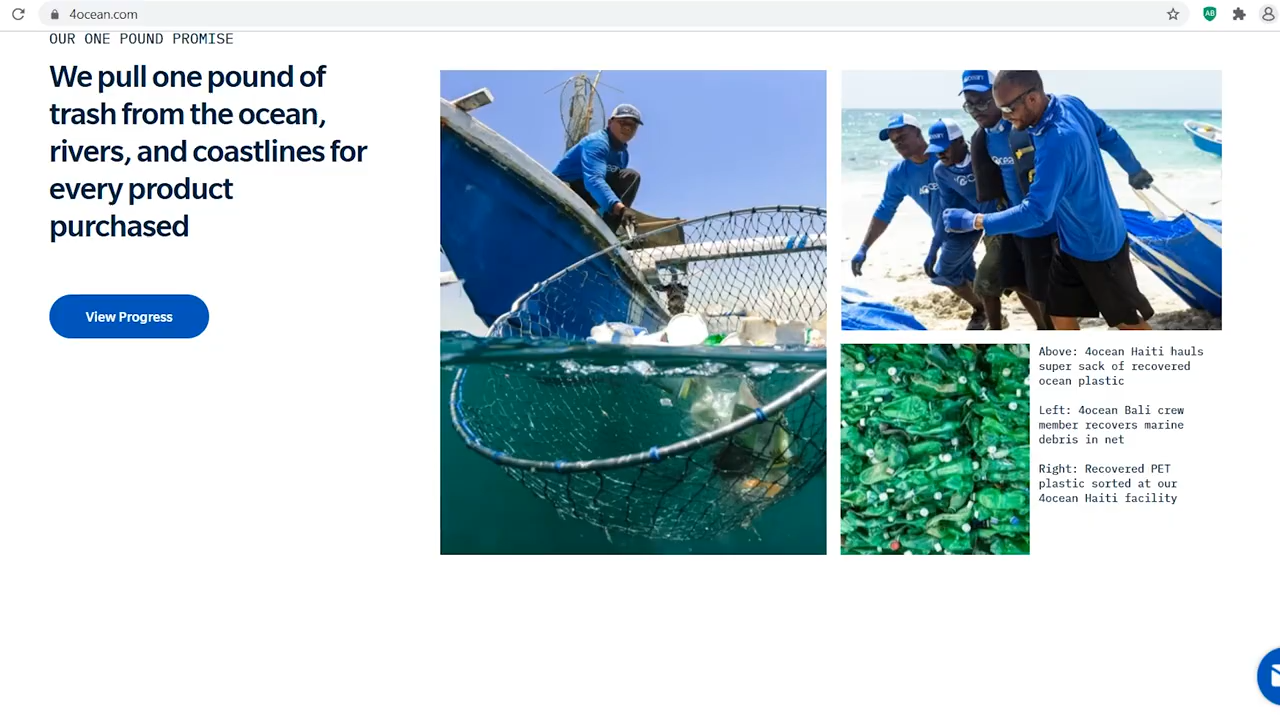 4ocean.com
AB
OUR ONE POUND PROMISE
We pull one pound of
trash from the ocean,
rivers, and coastlines for
every product
purchased
View Progress
Above: 4ocean Haiti hauls
super sack of recovered
ocean plastic
Left: 4ocean Bali crew
member recovers marine
debris in net
Right: Recovered PET
plastic sorted at our
4ocean Haiti facility